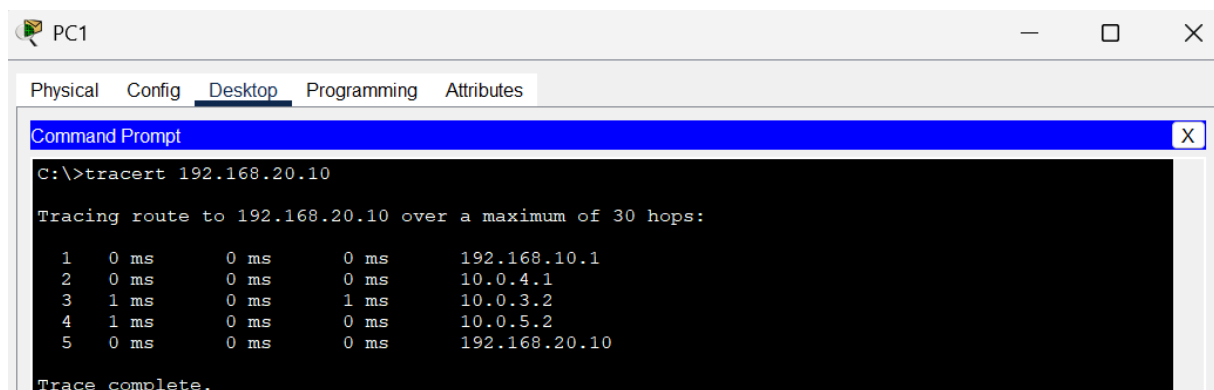 PC1
Physical Config Desktop Programming Attributes
Command Prompt X
C:\>tracert 192.168.20.10
Tracing route to 192.168.20.10 over a maximum of 30 hops:
1 0 ms 0 ms 0 ms 192.168.10.1
2 0 ms 0 ms 0 ms 10.0.4.1
3 1 ms 0 ms 1 ms 10.0.3.2
4 1 ms 0 ms 0 ms 10.0.5.2
5 0 ms 0 ms 0 ms 192.168.20.10
Trace complete.